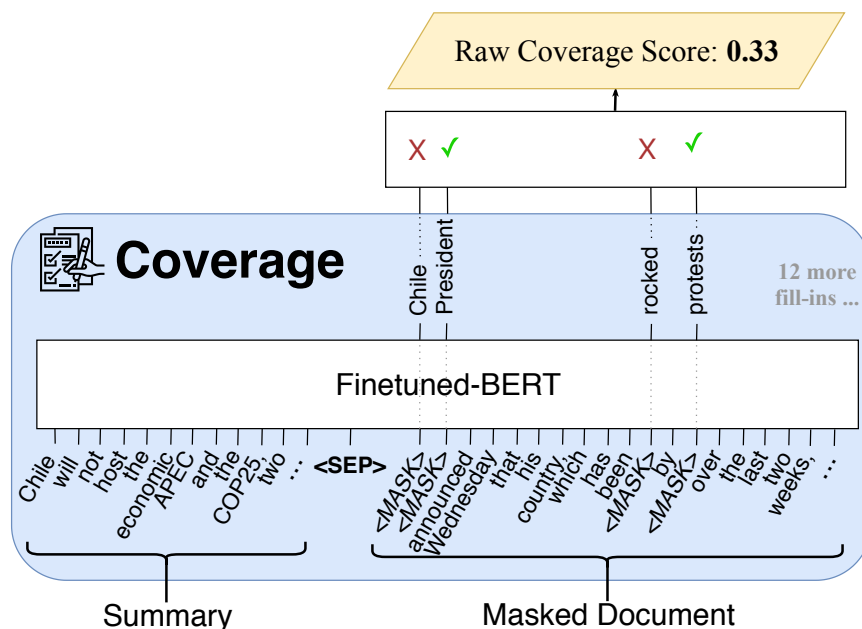 Raw Coverage Score: 0.33
X ✓ X ✓
Coverage
Chile
President
rocked
protests
12 more
fill-ins ...
Finetuned-BERT
Chile will not host the economic APEC and the COP25, two ... <SEP> <MASK> <MASK> announced Wednesday that his country, which has been <MASK> by <MASK> over the last two weeks, ...
Summary
Masked Document